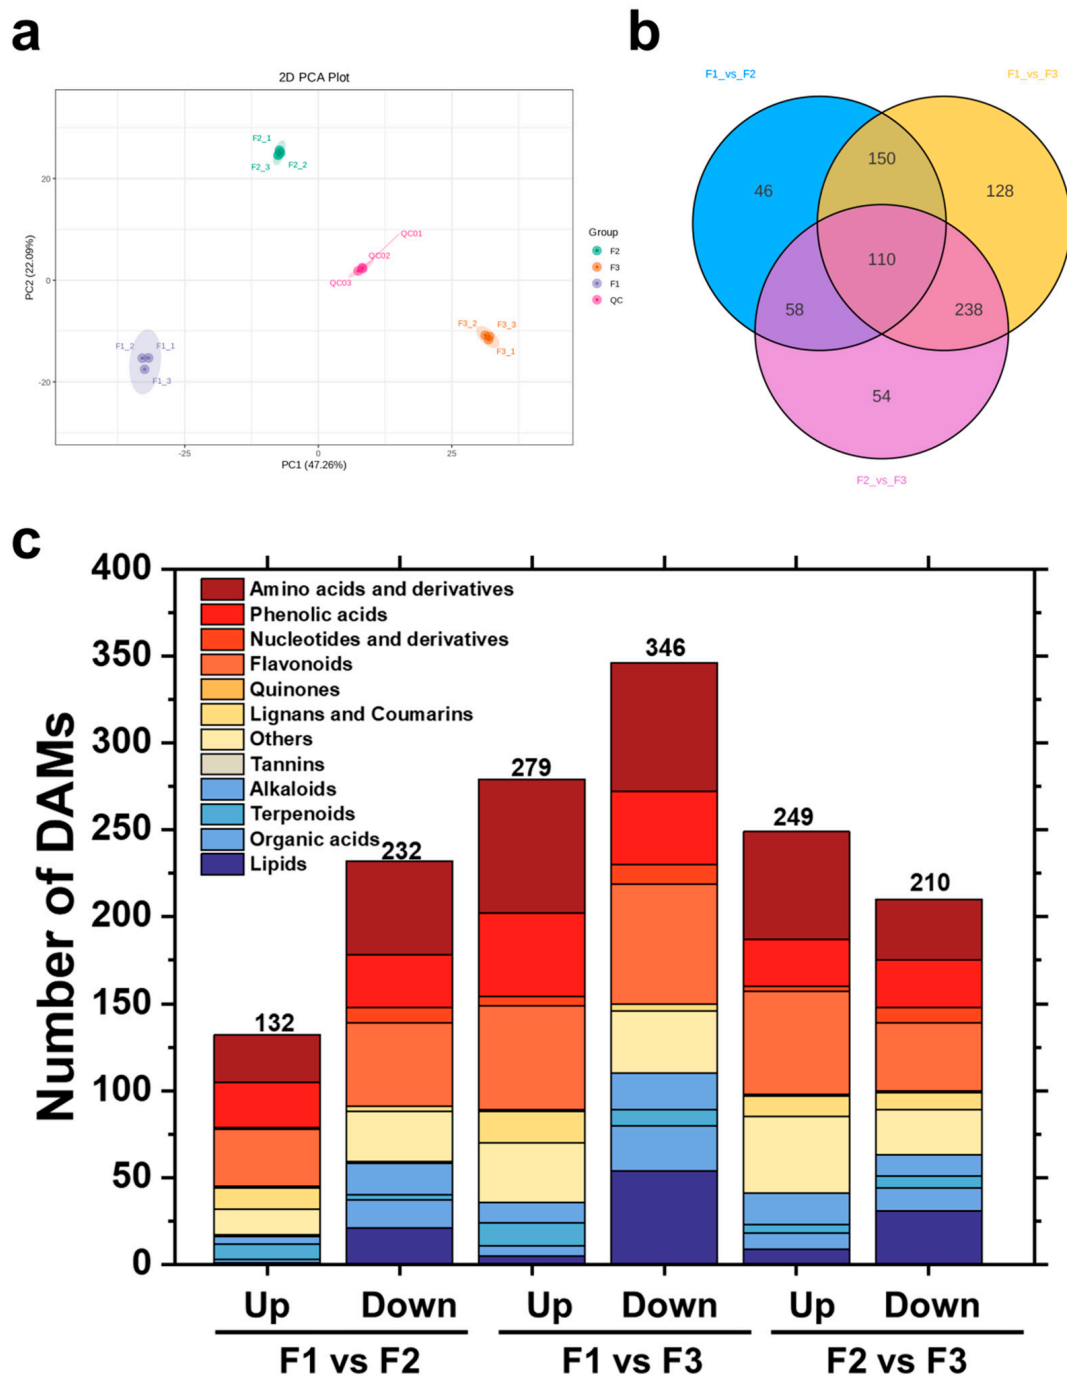 a
2D PCA Plot
F2_1
F2_3
F2_2
QC01
QC02
QC03
F3_2
F3_3
F3_1
F1_2
F1_1
F1_3
20
0
-20
PC2 (22.09%)
-25
0
25
PC1 (47.26%)
Group
F2
F3
F1
QC
b
F1_vs_F2
F1_vs_F3
46
150
128
110
58
238
54
F2_vs_F3
c
Number of DAMs
400
350
300
250
200
150
100
50
0
Amino acids and derivatives
Phenolic acids
Nucleotides and derivatives
Flavonoids
Quinones
Lignans and Coumarins
Others
Tannins
Alkaloids
Terpenoids
Organic acids
Lipids
132
232
279
346
249
210
Up Down Up Down Up Down
F1 vs F2 F1 vs F3 F2 vs F3